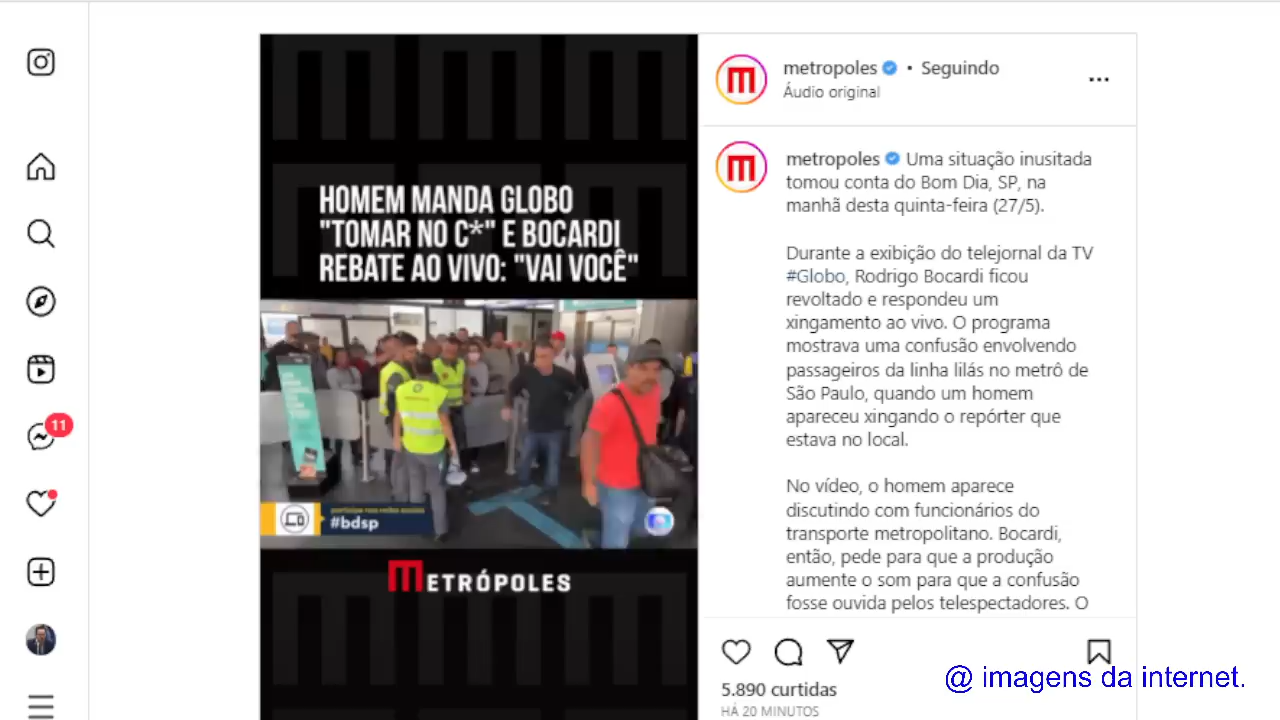 HOMEM MANDA GLOBO
"TOMAR NO C*" E BOCARDI
REBATE AO VIVO: "VAI VOCÊ"
#bdsp
METRÓPOLES
11
metropoles • Seguindo
Áudio original
metropoles Uma situação inusitada
tomou conta do Bom Dia, SP, na
manhã desta quinta-feira (27/5).
Durante a exibição do telejornal da TV
#Globo, Rodrigo Bocardi ficou
revoltado e respondeu um
xingamento ao vivo. O programa
mostrava uma confusão envolvendo
passageiros da linha lilás no metrô de
São Paulo, quando um homem
apareceu xingando o repórter que
estava no local.
No vídeo, o homem aparece
discutindo com funcionários do
transporte metropolitano. Bocardi,
então, pede para que a produção
aumente o som para que a confusão
fosse ouvida pelos telespectadores. O
5.890 curtidas
HÁ 20 MINUTOS
@ imagens da internet.